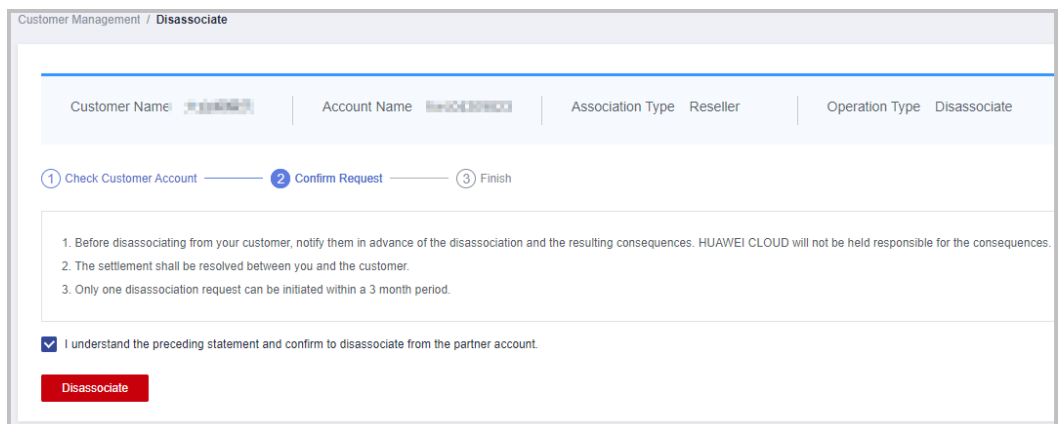 Customer Management / Disassociate
Customer Name Account Name Association Type Reseller Operation Type Disassociate
1 Check Customer Account 2 Confirm Request 3 Finish
1. Before disassociating from your customer, notify them in advance of the disassociation and the resulting consequences. HUAWEI CLOUD will not be held responsible for the consequences.
2. The settlement shall be resolved between you and the customer.
3. Only one disassociation request can be initiated within a 3 month period.
I understand the preceding statement and confirm to disassociate from the partner account.
Disassociate